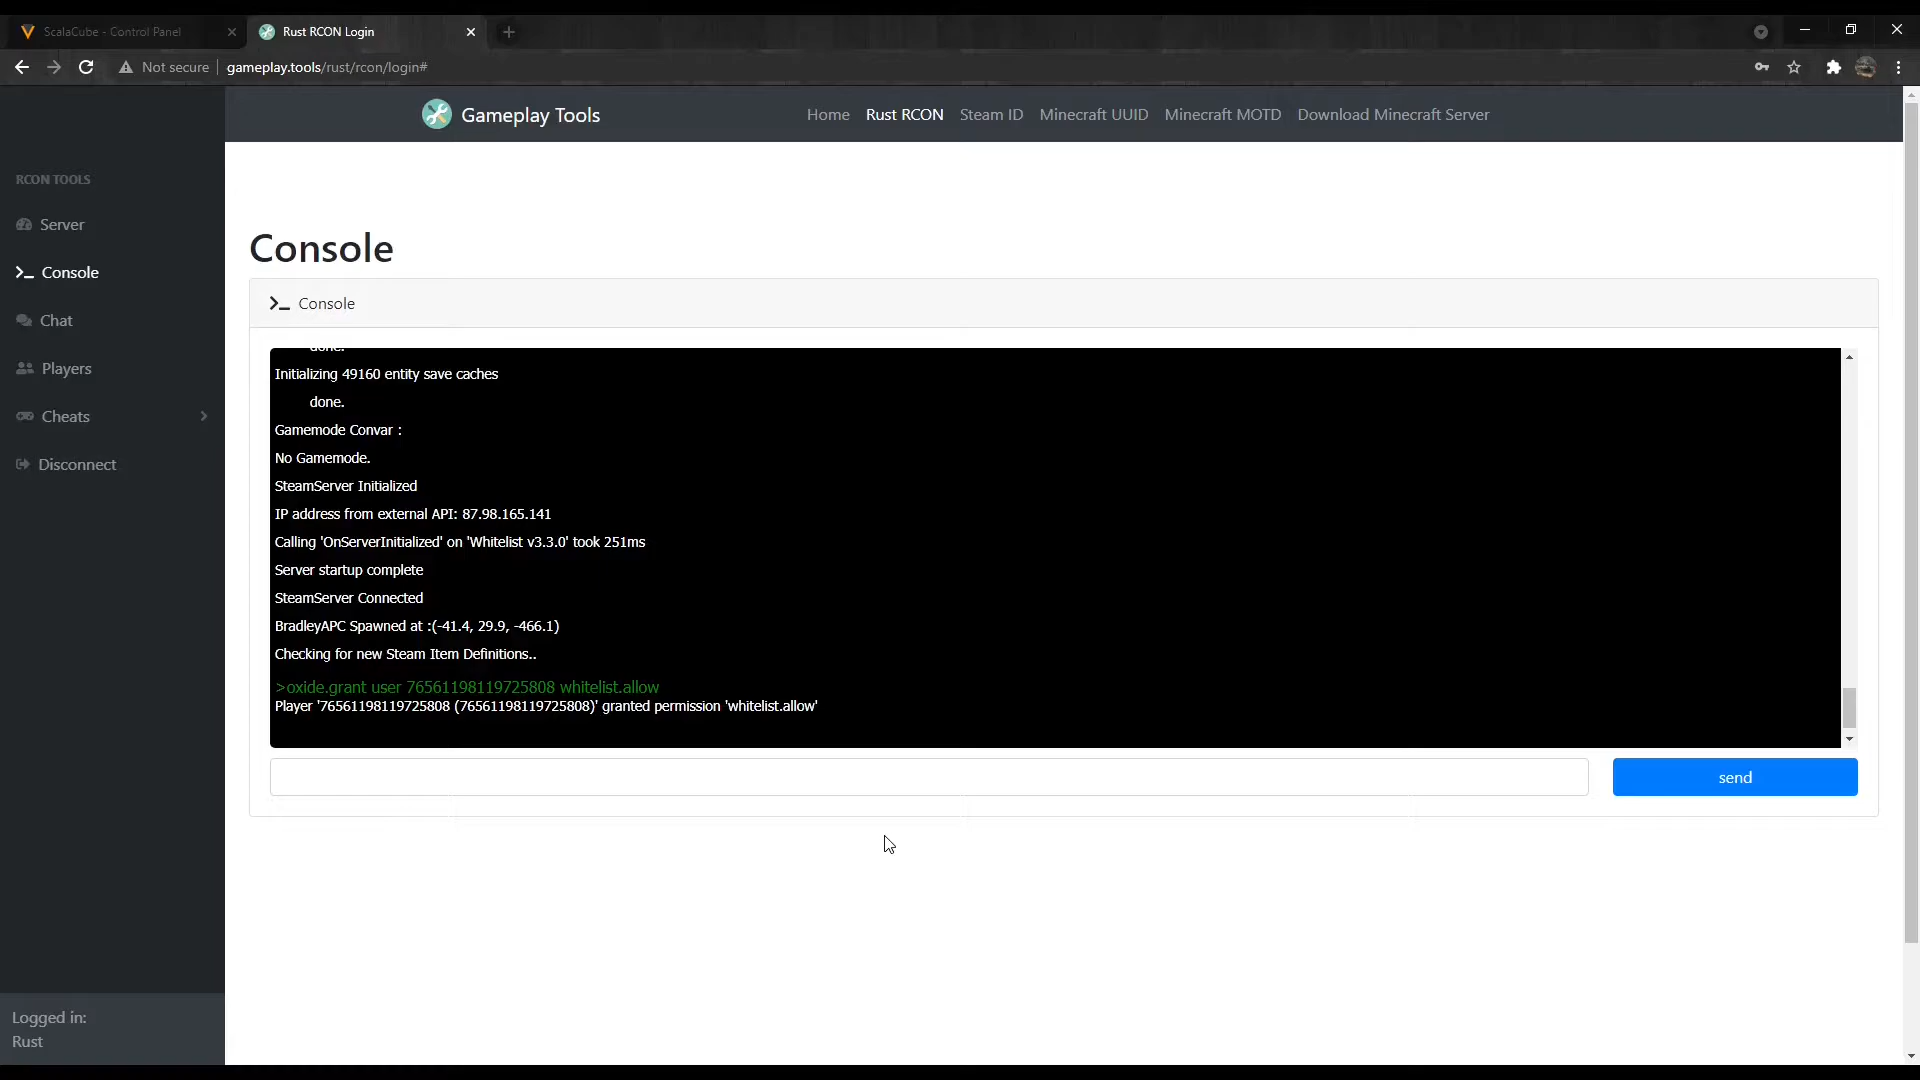 ScalaCube - Control Panel
Rust RCON Login
Not secure
gameplay.tools/rust/rcon/login#
Gameplay Tools
Home
Rust RCON
Steam ID
Minecraft UUID
Minecraft MOTD
Download Minecraft Server
RCON TOOLS
Server
Console
Chat
Players
Cheats
Disconnect
Logged in:
Rust
Console
Console
done.
Initializing 49160 entity save caches
done.
Gamemode Convar :
No Gamemode.
SteamServer Initialized
IP address from external API: 87.98.165.141
Calling 'OnServerInitialized' on 'Whitelist v3.3.0' took 251ms
Server startup complete
SteamServer Connected
BradleyAPC Spawned at :(-41.4, 29.9, -466.1)
Checking for new Steam Item Definitions..
>oxide.grant user 76561198119725808 whitelist.allow
Player '76561198119725808 (76561198119725808)' granted permission 'whitelist.allow'
send